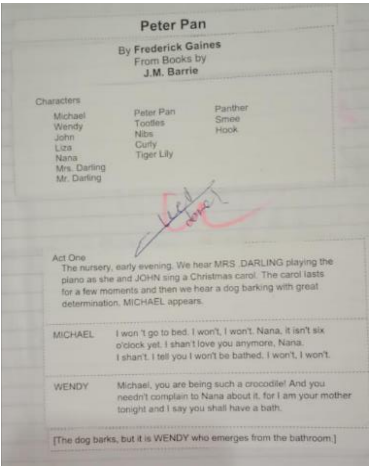 Peter Pan
By Frederick Gaines
From Books by
J.M. Barrie
Characters
Michael
Wendy
John
Liza
Nana
Mrs. Darling
Mr. Darling
Peter Pan
Tootles
Nibs
Curly
Tiger Lily
Panther
Smee
Hook
Act One
The nursery, early evening. We hear MRS. DARLING playing the
piano as she and JOHN sing a Christmas carol. The carol lasts
for a few moments and then we hear a dog barking with great
determination. MICHAEL appears.
MICHAEL I won 't go to bed. I won't, I won't. Nana, it isn't six
o'clock yet. I shan't love you anymore, Nana.
I shan't. I tell you I won't be bathed. I won't, I won't.
WENDY Michael, you are being such a crocodile! And you
needn't complain to Nana about it, for I am your mother
tonight and I say you shall have a bath.
[The dog barks, but it is WENDY who emerges from the bathroom.]